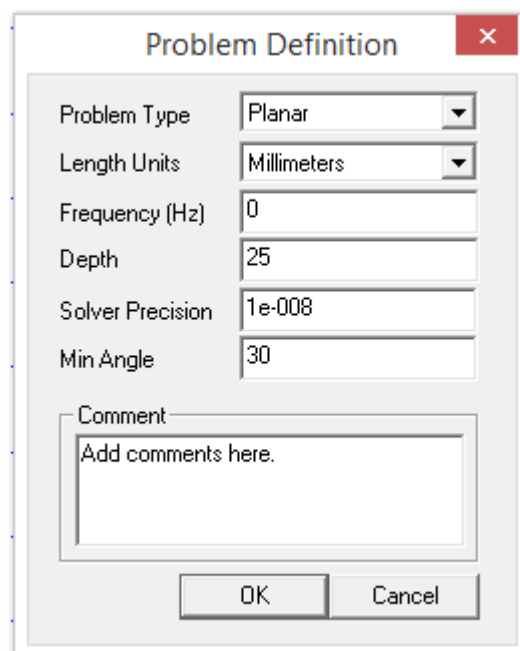 Problem Definition
Problem Type Planar
Length Units Millimeters
Frequency (Hz) 0
Depth 25
Solver Precision 1e-008
Min Angle 30
Comment
Add comments here.
OK Cancel